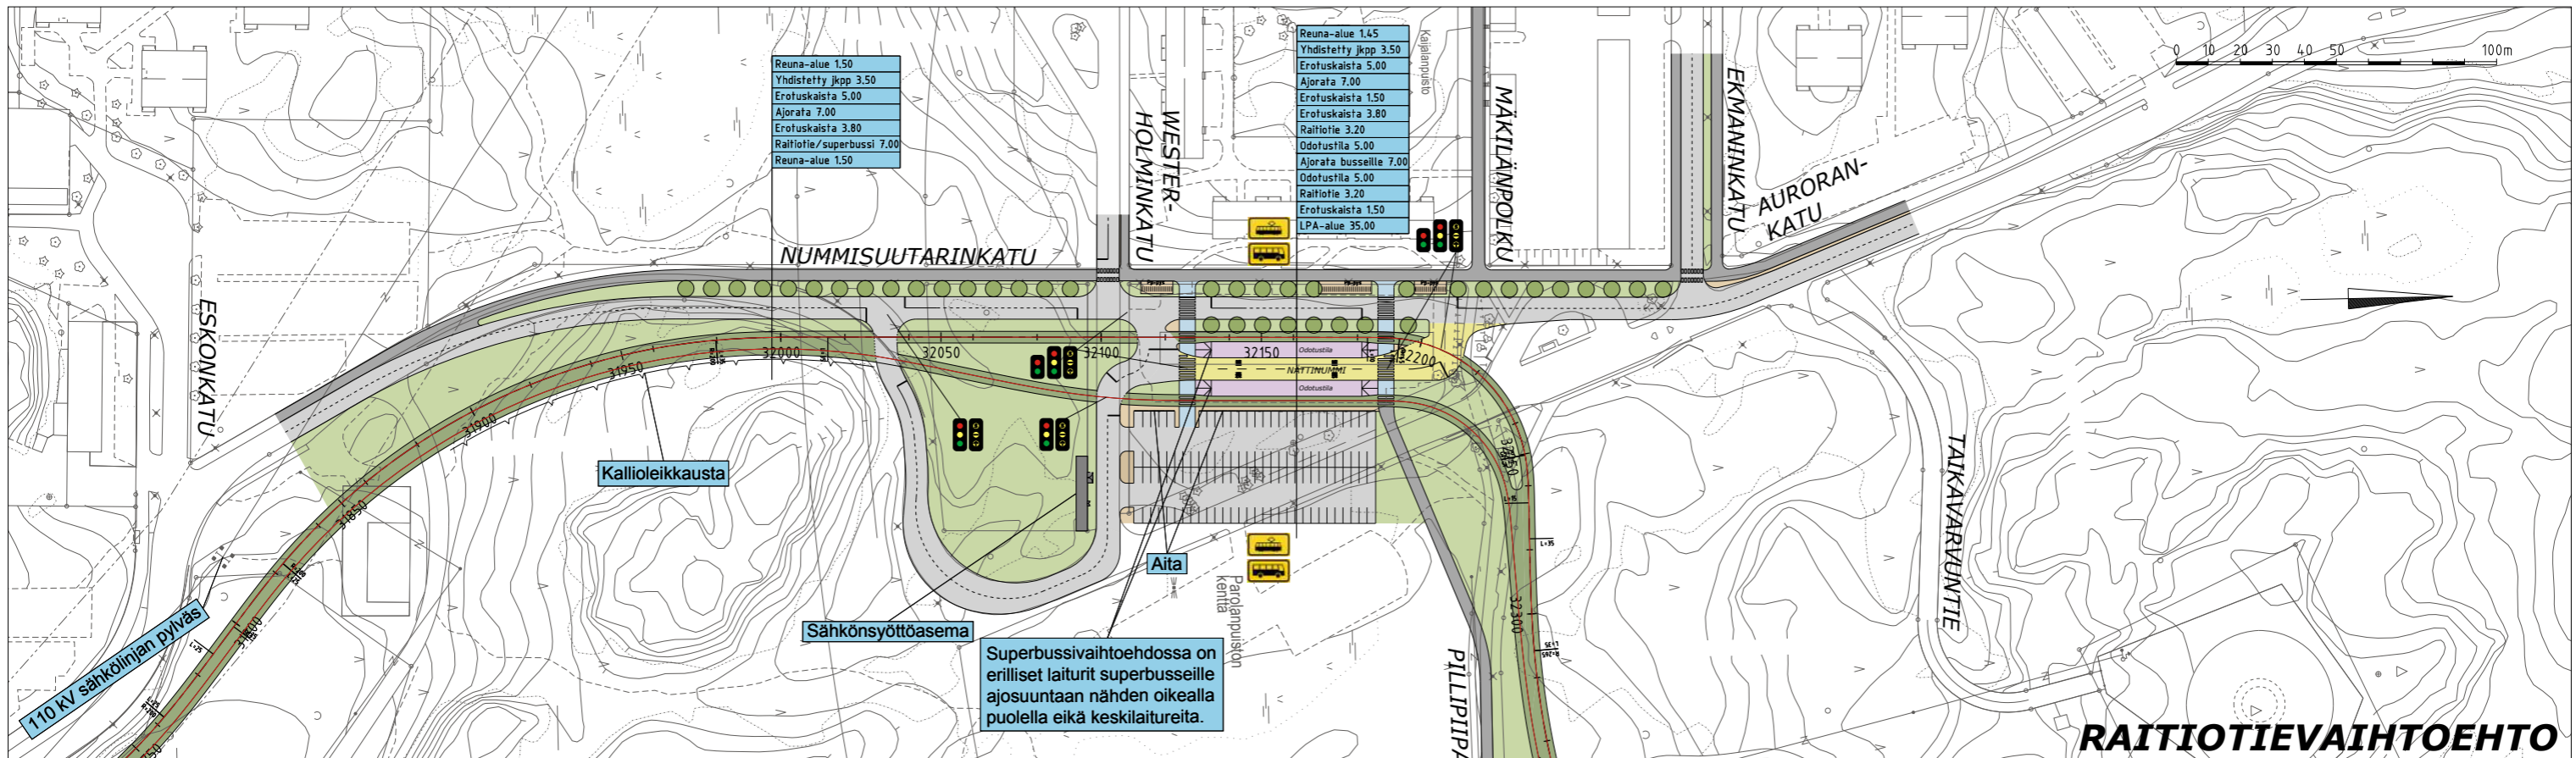 Reuna-alue 1,50
Yhdistetty jkpp 3,50
Erotuskaista 5.00
Ajorata 7.00
Erotuskaista 3.80
Raitiotie/superbussi 7.00
Reuna-alue 1.50
Reuna-alue 1,45
Yhdistetty jkpp 3,50
Erotuskaista 5,00
Ajorata 7,00
Erotuskaista 1,50
Erotuskaista 3,80
Raitiotie 3,20
Odotustila 5,00
Ajorata busseille 7,00
Odotustila 5,00
Raitiotie 3,20
Erotuskaista 1,50
LPA-alue 35,00
Kaijalanpuisto
0 10 20 30 40 50 100m
WESTER-
HOLMINKATU
MÄKILÄNPOLKU
EKMANINKATU
AURORAN-
KATU
NUMMISUUTARINKATU
ESKONKATU
TAIKAVARVUNTIE
31850
31900
31950
32000
32050
32100
32150
32200
32300
Odotustila
NÄTTINUMMI
Odotustila
L=35
L=15
Kallioleikkausta
Aita
Sähkönsyöttöasema
110 kV sähkölinjan pylväs
Superbussivaihtoehdossa on
erilliset laiturit superbusseille
ajosuuntaan nähden oikealla
puolella eikä keskilaitureita.
Parolanpuiston
kenttä
PILLIPIIPA
RAITIOTIEVAIHTOEHTO